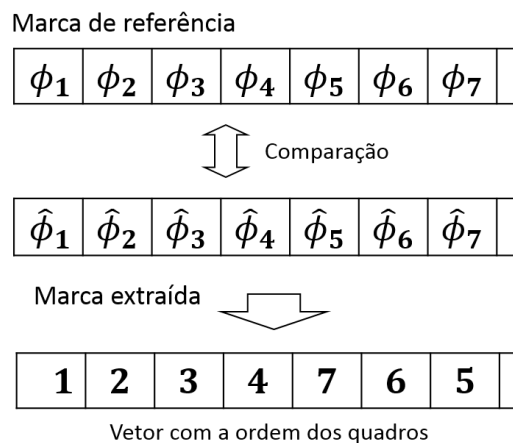 Marca de referência
ϕ₁ ϕ₂ ϕ₃ ϕ₄ ϕ₅ ϕ₆ ϕ₇
Comparação
ϕ̂₁ ϕ̂₂ ϕ̂₃ ϕ̂₄ ϕ̂₅ ϕ̂₆ ϕ̂₇
Marca extraída
1 2 3 4 7 6 5
Vetor com a ordem dos quadros